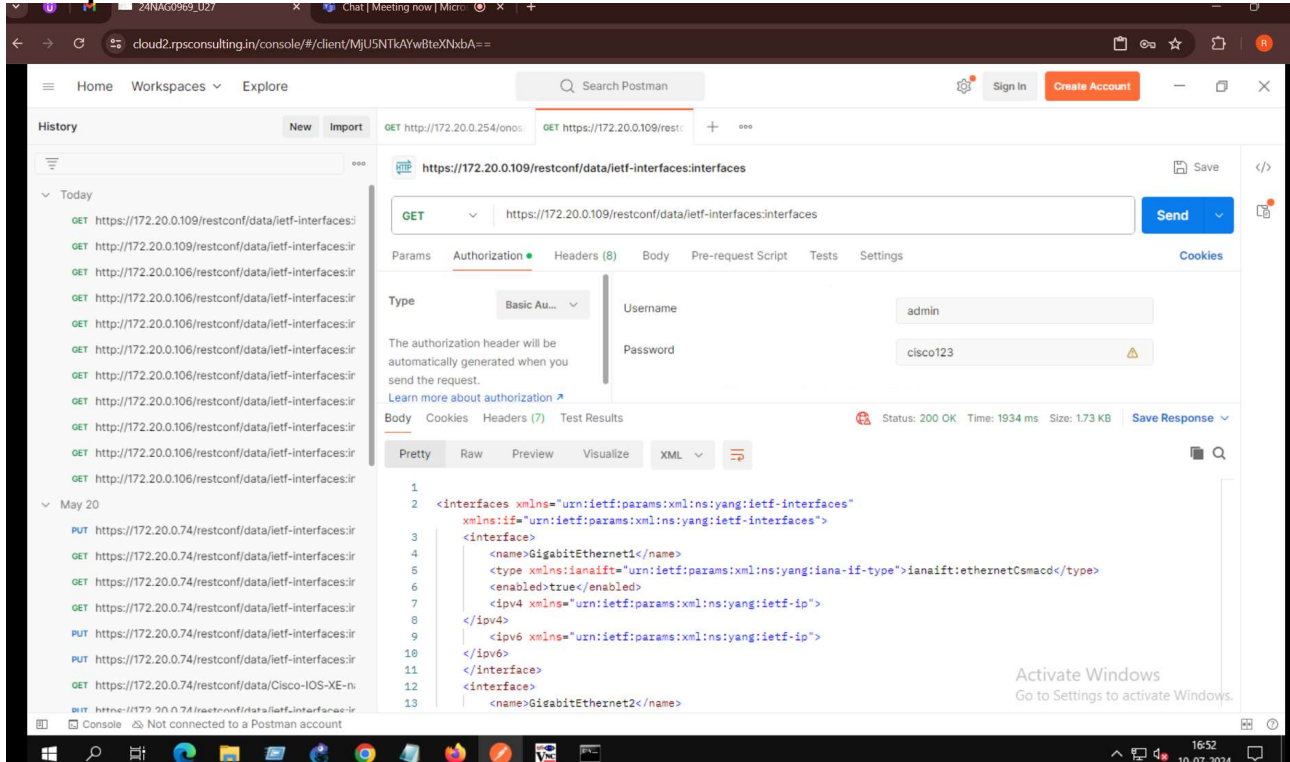 24NAG0969_U27
Chat | Meeting now | Micro
cloud2.rpsconsulting.in/console/#/client/MjU5NTkAYwBteXNxbA==
R
Home Workspaces Explore
Search Postman
Sign In
Create Account
History
New
Import
GET http://172.20.0.254/onos
GET https://172.20.0.109/restc
HTTP
https://172.20.0.109/restconf/data/ietf-interfaces:interfaces
Save
</>
Today
GET https://172.20.0.109/restconf/data/ietf-interfaces:i
GET http://172.20.0.109/restconf/data/ietf-interfaces:ir
GET http://172.20.0.106/restconf/data/ietf-interfaces:ir
GET http://172.20.0.106/restconf/data/ietf-interfaces:ir
GET http://172.20.0.106/restconf/data/ietf-interfaces:ir
GET http://172.20.0.106/restconf/data/ietf-interfaces:ir
GET http://172.20.0.106/restconf/data/ietf-interfaces:ir
GET http://172.20.0.106/restconf/data/ietf-interfaces:ir
GET http://172.20.0.106/restconf/data/ietf-interfaces:ir
GET http://172.20.0.106/restconf/data/ietf-interfaces:ir
GET http://172.20.0.106/restconf/data/ietf-interfaces:ir
May 20
PUT https://172.20.0.74/restconf/data/ietf-interfaces:ir
GET https://172.20.0.74/restconf/data/ietf-interfaces:ir
GET https://172.20.0.74/restconf/data/ietf-interfaces:ir
GET https://172.20.0.74/restconf/data/ietf-interfaces:ir
PUT https://172.20.0.74/restconf/data/ietf-interfaces:ir
PUT https://172.20.0.74/restconf/data/ietf-interfaces:ir
GET https://172.20.0.74/restconf/data/Cisco-IOS-XE-na
PUT https://172.20.0.74/restconf/data/ietf-interfaces:ir
GET
https://172.20.0.109/restconf/data/ietf-interfaces:interfaces
Send
Params Authorization Headers (8) Body Pre-request Script Tests Settings
Cookies
Type
Basic Au...
The authorization header will be
automatically generated when you
send the request.
Learn more about authorization
Username
admin
Password
cisco123
Body Cookies Headers (7) Test Results
Status: 200 OK Time: 1934 ms Size: 1.73 KB
Save Response
Pretty Raw Preview Visualize XML
1
2 <interfaces xmlns="urn:ietf:params:xml:ns:yang:ietf-interfaces"
xmlns:if="urn:ietf:params:xml:ns:yang:ietf-interfaces">
3 <interface>
4 <name>GigabitEthernet1</name>
5 <type xmlns:ianaift="urn:ietf:params:xml:ns:yang:iana-if-type">ianaift:ethernetCsmacd</type>
6 <enabled>true</enabled>
7 <ipv4 xmlns="urn:ietf:params:xml:ns:yang:ietf-ip">
8 </ipv4>
9 <ipv6 xmlns="urn:ietf:params:xml:ns:yang:ietf-ip">
10 </ipv6>
11 </interface>
12 <interface>
13 <name>GigabitEthernet2</name>
Activate Windows
Go to Settings to activate Windows.
Console Not connected to a Postman account
VNC
16:52
10-07-2024